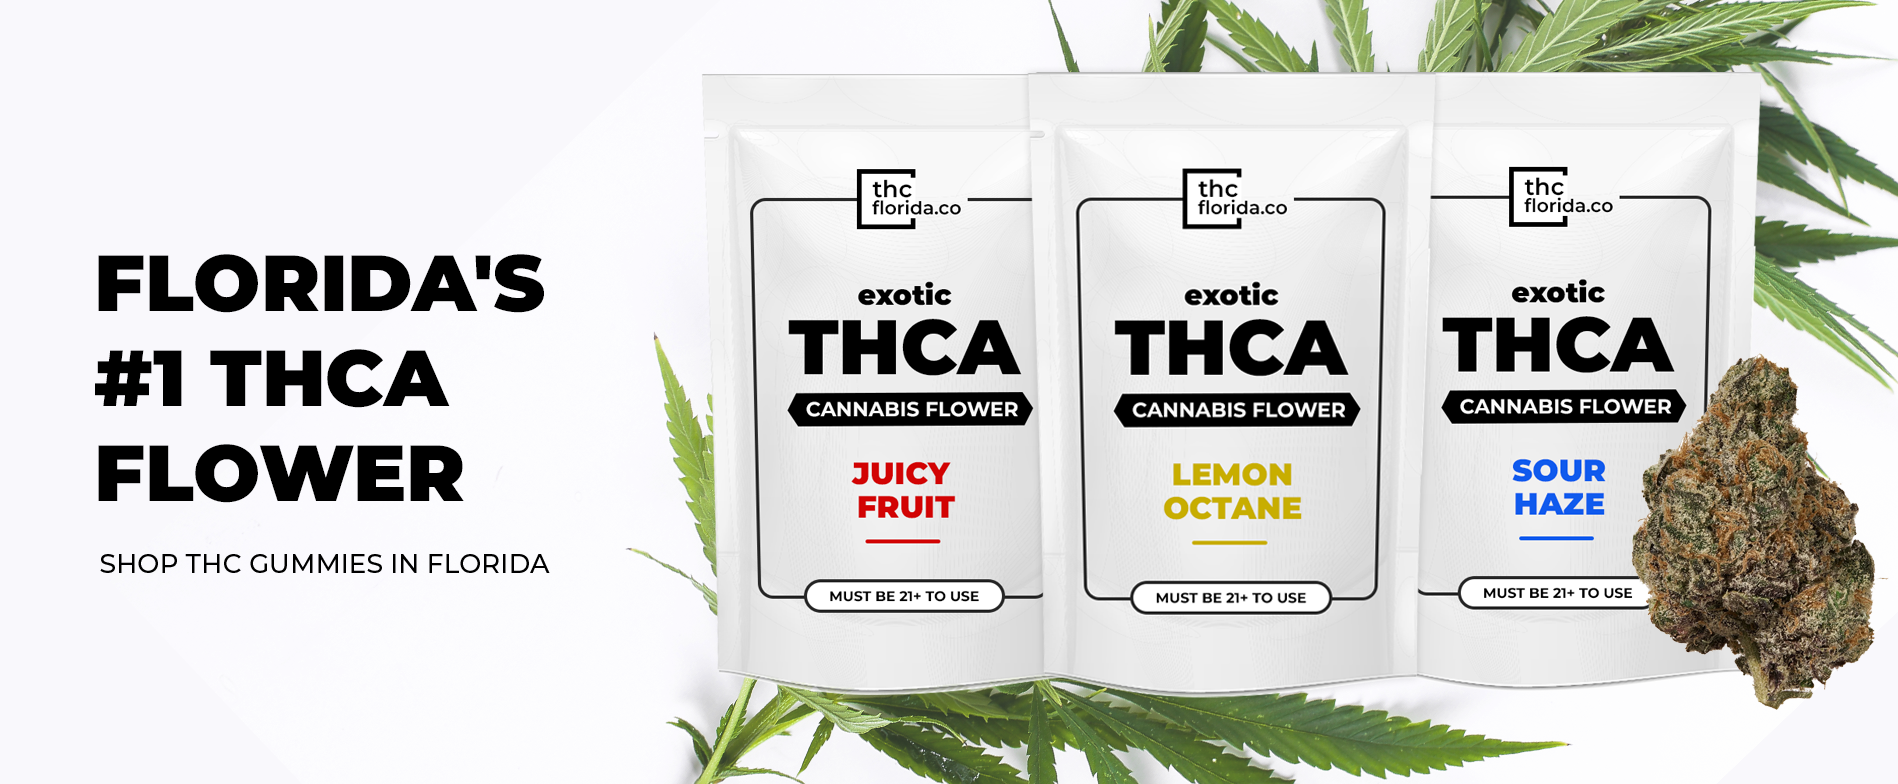 FLORIDA'S
#1 THCA
FLOWER
SHOP THC GUMMIES IN FLORIDA
thc
florida.co
exotic
THCA
CANNABIS FLOWER
JUICY
FRUIT
MUST BE 21+ TO USE
thc
florida.co
exotic
THCA
CANNABIS FLOWER
LEMON
OCTANE
MUST BE 21+ TO USE
thc
florida.co
exotic
THCA
CANNABIS FLOWER
SOUR
HAZE
MUST BE 21+ TO USE